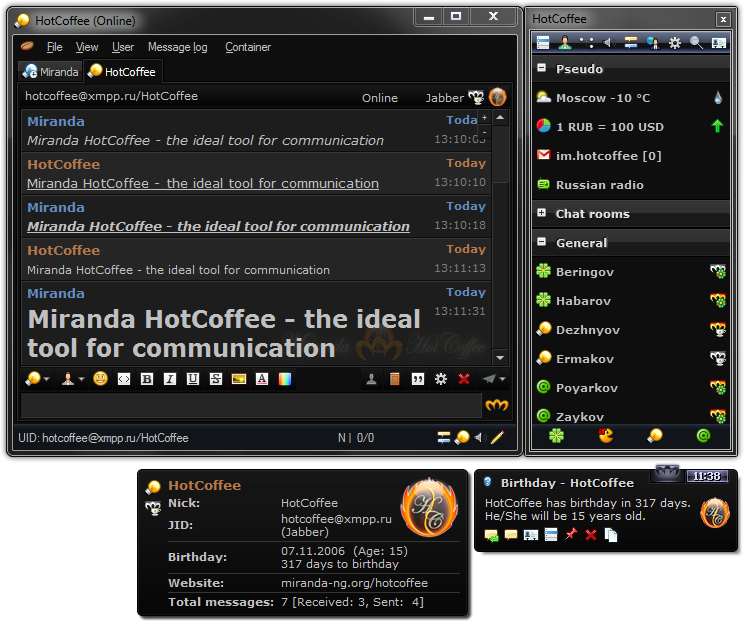 HotCoffee (Online)
File View User Message log Container
Miranda HotCoffee
hotcoffee@xmpp.ru/HotCoffee Online Jabber
Miranda Today
Miranda HotCoffee - the ideal tool for communication 13:10:03
HotCoffee Today
Miranda HotCoffee - the ideal tool for communication 13:10:10
Miranda Today
Miranda HotCoffee - the ideal tool for communication 13:10:18
HotCoffee Today
Miranda HotCoffee - the ideal tool for communication 13:11:13
Miranda Today
Miranda HotCoffee - the ideal 13:11:31
tool for communication
Miranda HotCoffee
UID: hotcoffee@xmpp.ru/HotCoffee N | 0/0
HotCoffee
Pseudo
Moscow -10 °C
1 RUB = 100 USD
im.hotcoffee [0]
Russian radio
Chat rooms
General
Beringov
Habarov
Dezhnyov
Ermakov
Poyarkov
Zaykov
HotCoffee
Nick: HotCoffee
JID: hotcoffee@xmpp.ru
(Jabber)
Birthday: 07.11.2006 (Age: 15)
317 days to birthday
Website: miranda-ng.org/hotcoffee
Total messages: 7 [Received: 3, Sent: 4]
HC
Birthday - HotCoffee 11:38
HotCoffee has birthday in 317 days.
He/She will be 15 years old.
HC